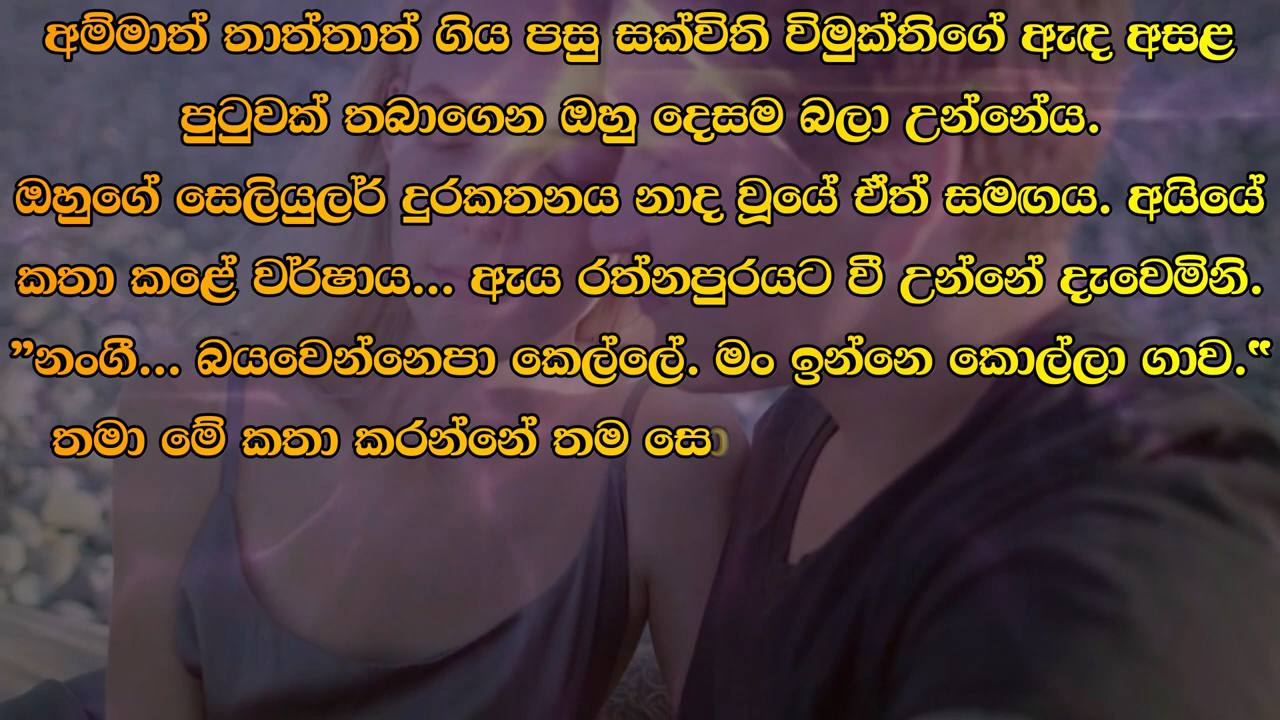 අම්මාත් තාත්තාත් ගිය පසු සක්විති විමුක්තිගේ ඇඳ අසළ
පුටුවක් තබාගෙන ඔහු දෙසම බලා උන්නේය.
ඔහුගේ සෙලියුලර් දුරකතනය නාද වූයේ ඒත් සමඟය. අයියේ
කතා කළේ වර්ෂාය... ඇය රත්නපුරයට වී උන්නේ දැවෙමිනි.
”නංගී... බයවෙන්නෙපා කෙල්ලේ. මං ඉන්නෙ කොල්ලා ගාව.“
තමා මේ කතා කරන්නේ තම සො